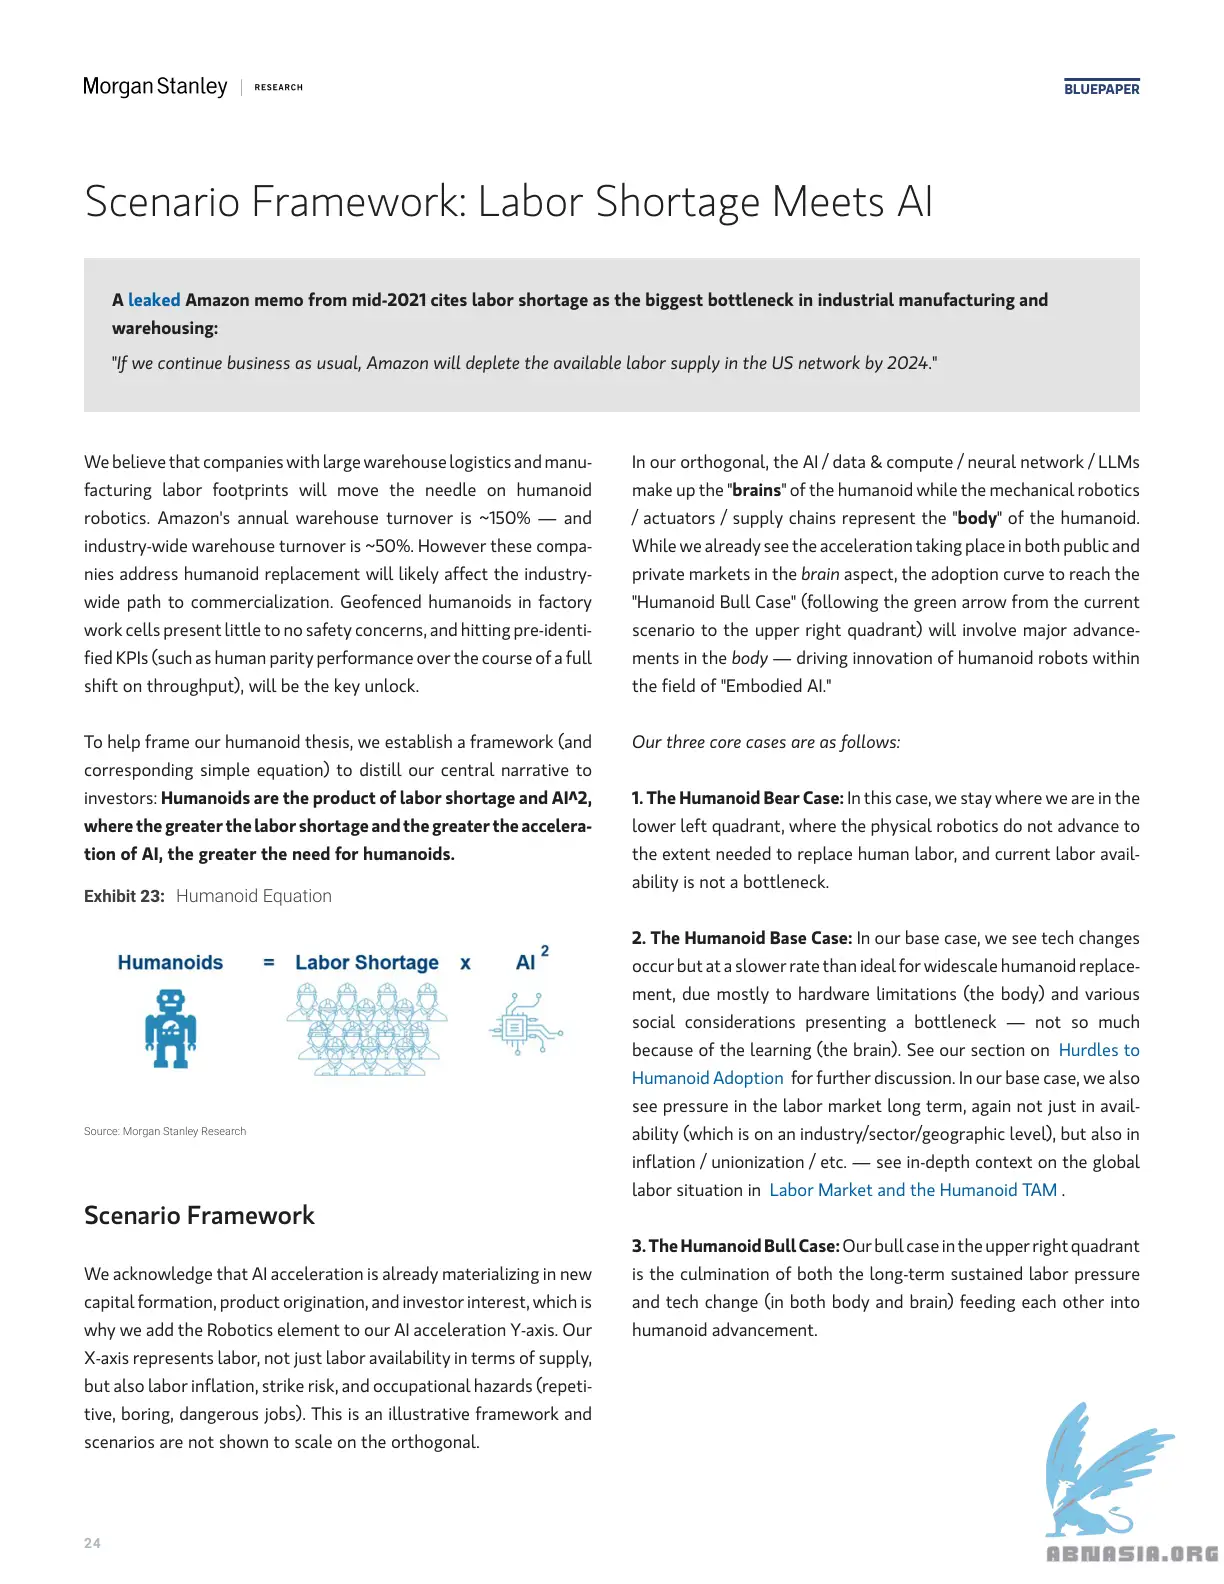 Morgan Stanley | RESEARCH
BLUEPAPER
Scenario Framework: Labor Shortage Meets AI
A leaked Amazon memo from mid-2021 cites labor shortage as the biggest bottleneck in industrial manufacturing and
warehousing:
"If we continue business as usual, Amazon will deplete the available labor supply in the US network by 2024."
We believe that companies with large warehouse logistics and manu-
facturing labor footprints will move the needle on humanoid
robotics. Amazon's annual warehouse turnover is ~150% — and
industry-wide warehouse turnover is ~50%. However these compa-
nies address humanoid replacement will likely affect the industry-
wide path to commercialization. Geofenced humanoids in factory
work cells present little to no safety concerns, and hitting pre-identi-
fied KPIs (such as human parity performance over the course of a full
shift on throughput), will be the key unlock.
To help frame our humanoid thesis, we establish a framework (and
corresponding simple equation) to distill our central narrative to
investors: Humanoids are the product of labor shortage and AI^2,
where the greater the labor shortage and the greater the accelera-
tion of AI, the greater the need for humanoids.
Exhibit 23: Humanoid Equation
Humanoids = Labor Shortage x AI 2
Source: Morgan Stanley Research
Scenario Framework
We acknowledge that AI acceleration is already materializing in new
capital formation, product origination, and investor interest, which is
why we add the Robotics element to our AI acceleration Y-axis. Our
X-axis represents labor, not just labor availability in terms of supply,
but also labor inflation, strike risk, and occupational hazards (repeti-
tive, boring, dangerous jobs). This is an illustrative framework and
scenarios are not shown to scale on the orthogonal.
In our orthogonal, the AI / data & compute / neural network / LLMs
make up the "brains" of the humanoid while the mechanical robotics
/ actuators / supply chains represent the "body" of the humanoid.
While we already see the acceleration taking place in both public and
private markets in the brain aspect, the adoption curve to reach the
"Humanoid Bull Case" (following the green arrow from the current
scenario to the upper right quadrant) will involve major advance-
ments in the body — driving innovation of humanoid robots within
the field of "Embodied AI."
Our three core cases are as follows:
1. The Humanoid Bear Case: In this case, we stay where we are in the
lower left quadrant, where the physical robotics do not advance to
the extent needed to replace human labor, and current labor avail-
ability is not a bottleneck.
2. The Humanoid Base Case: In our base case, we see tech changes
occur but at a slower rate than ideal for widescale humanoid replace-
ment, due mostly to hardware limitations (the body) and various
social considerations presenting a bottleneck — not so much
because of the learning (the brain). See our section on Hurdles to
Humanoid Adoption for further discussion. In our base case, we also
see pressure in the labor market long term, again not just in avail-
ability (which is on an industry/sector/geographic level), but also in
inflation / unionization / etc. — see in-depth context on the global
labor situation in Labor Market and the Humanoid TAM .
3. The Humanoid Bull Case: Our bull case in the upper right quadrant
is the culmination of both the long-term sustained labor pressure
and tech change (in both body and brain) feeding each other into
humanoid advancement.
24
ABNASIA.ORG